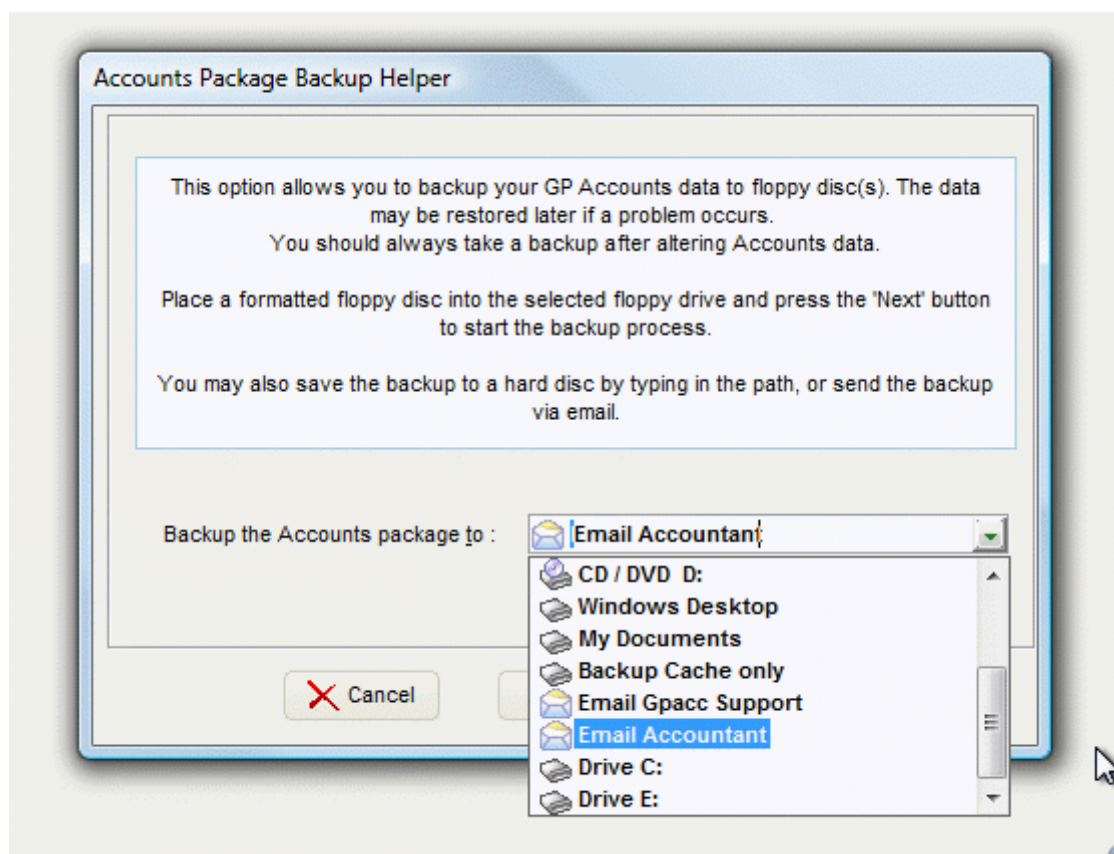 Accounts Package Backup Helper
This option allows you to backup your GP Accounts data to floppy disc(s). The data
may be restored later if a problem occurs.
You should always take a backup after altering Accounts data.
Place a formatted floppy disc into the selected floppy drive and press the 'Next' button
to start the backup process.
You may also save the backup to a hard disc by typing in the path, or send the backup
via email.
Backup the Accounts package to : Email Accountant
CD / DVD D:
Windows Desktop
My Documents
Backup Cache only
Email Gpacc Support
Email Accountant
Drive C:
Drive E:
Cancel